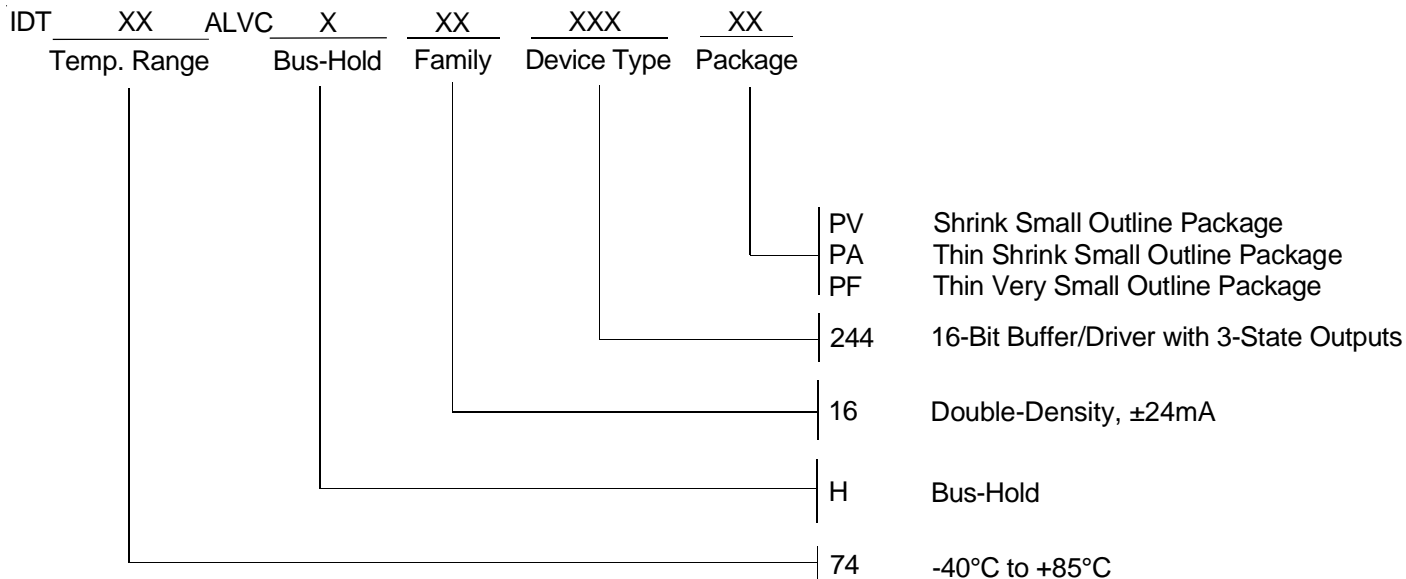 IDT XX ALVC X XX XXX XX
Temp. Range Bus-Hold Family Device Type Package
PV Shrink Small Outline Package
PA Thin Shrink Small Outline Package
PF Thin Very Small Outline Package
244 16-Bit Buffer/Driver with 3-State Outputs
16 Double-Density, ±24mA
H Bus-Hold
74 -40°C to +85°C